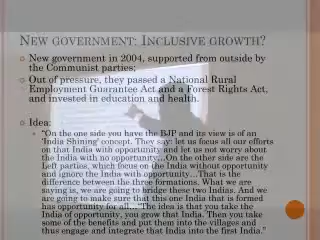 New government: Inclusive growth?
New government in 2004, supported from outside by
the Communist parties;
Out of pressure, they passed a National Rural
Employment Guarantee Act and a Forest Rights Act,
and invested in education and health.
Idea:
"On the one side you have the BJP and its view is of an
'India Shining' concept. They say: let us focus all our efforts
on that India with opportunity and let us not worry about
the India with no opportunity…On the other side are the
Left parties, which focus on the India without opportunity
and ignore the India with opportunity…That is the
difference between the three formations. What we are
saying is, we are going to bridge these two Indias. And we
are going to make sure that this one India that is formed
has opportunity for all…"The idea is that you take the
India of opportunity, you grow that India. Then you take
some of the benefits and put them into the villages and
thus engage and integrate that India into the first India."